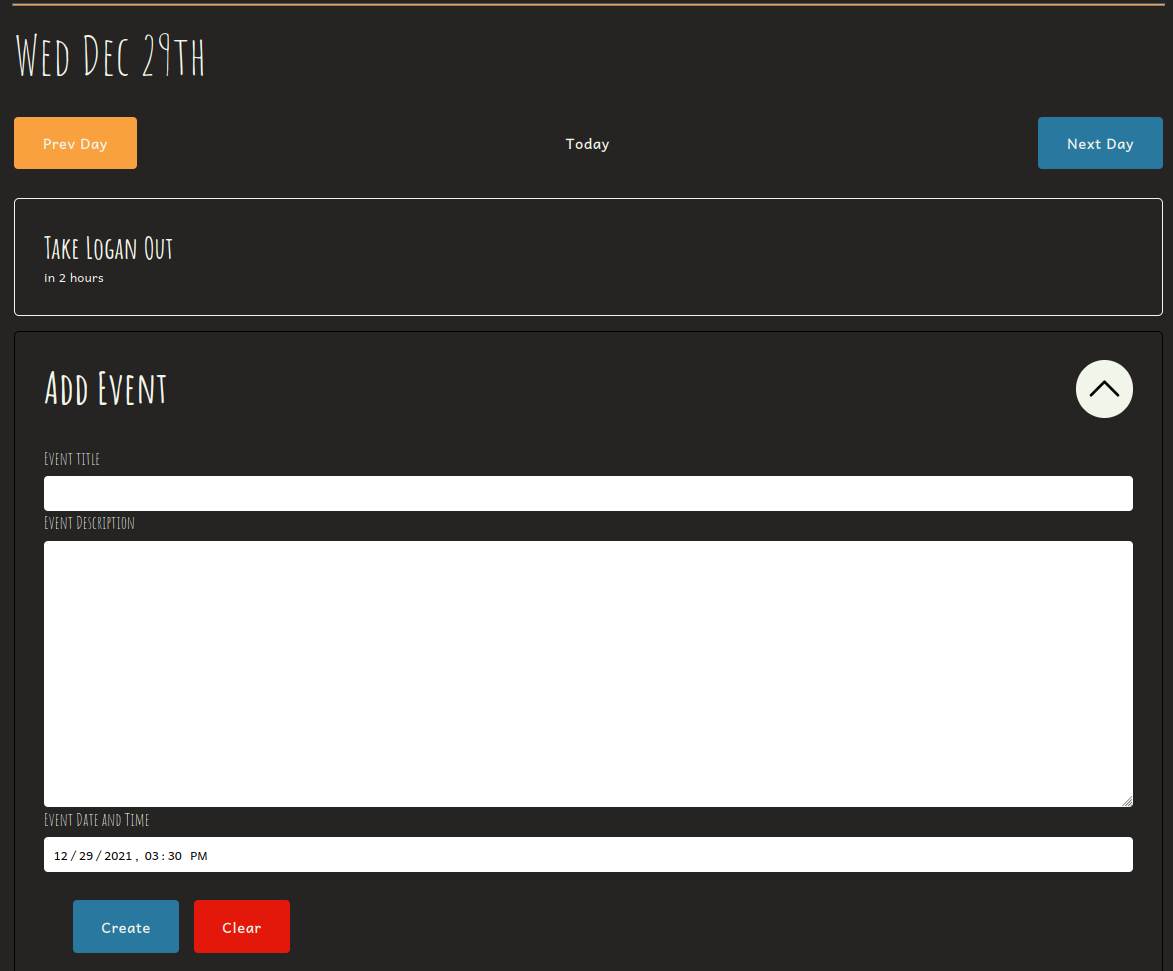 Wed Dec 29th
Prev Day
Today
Next Day
Take Logan Out
in 2 hours
Add Event
Event title
Event Description
Event Date and Time
12/29/2021, 03:30 PM
Create
Clear